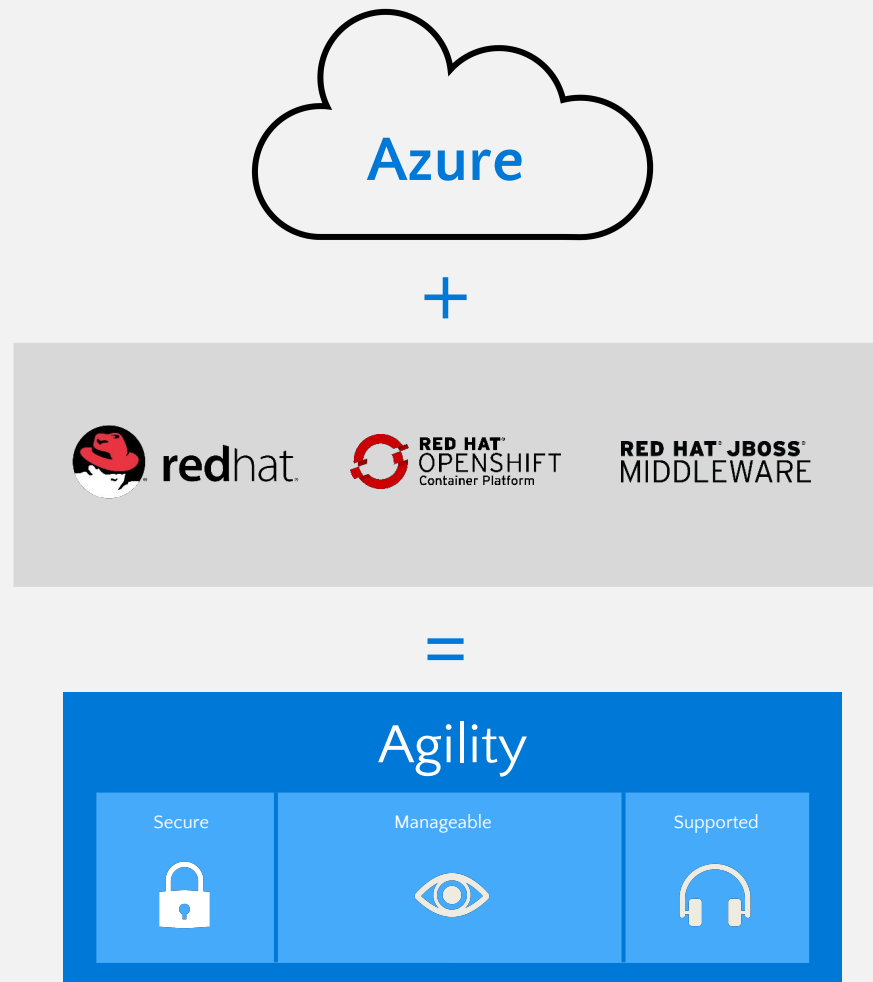 Azure
+
redhat.
RED HAT®
OPENSHIFT
Container Platform
RED HAT® JBOSS®
MIDDLEWARE
=
Agility
Secure
Manageable
Supported